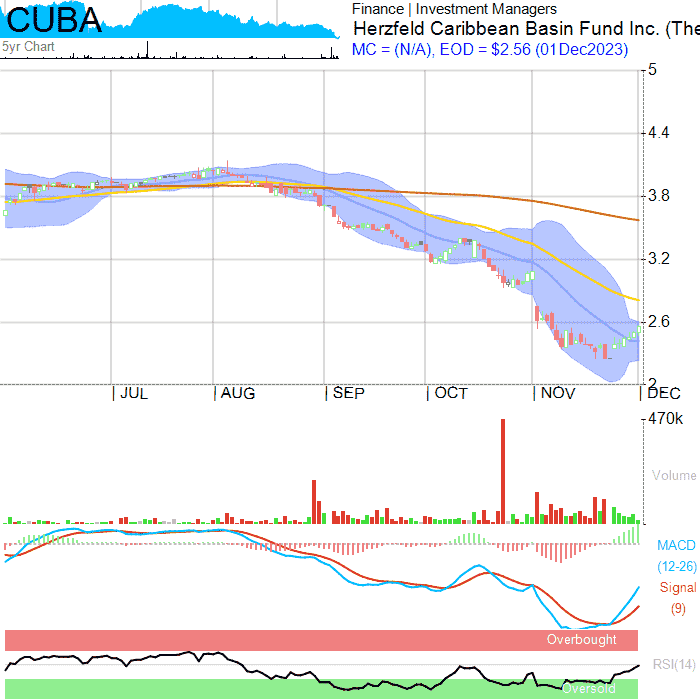 CUBA
Finance | Investment Managers
Herzfeld Caribbean Basin Fund Inc. (The
MC = (N/A), EOD = $2.56 (01Dec2023)
5yr Chart
5
4.4
3.8
3.2
2.6
2
| JUL | AUG | SEP | OCT | NOV | DEC
470k
Volume
MACD
(12-26)
Signal
(9)
Overbought
RSI(14)
Oversold